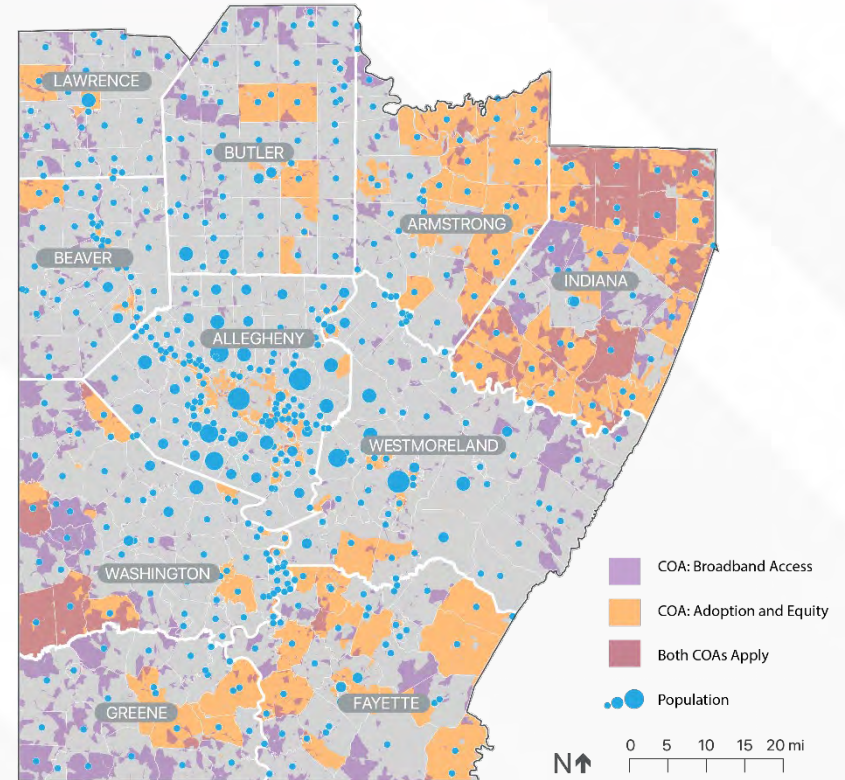 LAWRENCE
BUTLER
ARMSTRONG
BEAVER
INDIANA
ALLEGHENY
WESTMORELAND
WASHINGTON
GREENE
FAYETTE
COA: Broadband Access
COA: Adoption and Equity
Both COAs Apply
Population
N
0 5 10 15 20 mi